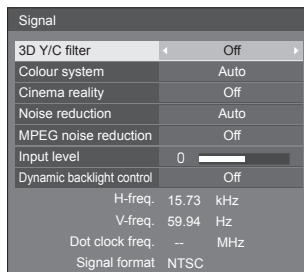 Signal
3D Y/C filter Off
Colour system Auto
Cinema reality Off
Noise reduction Auto
MPEG noise reduction Off
Input level 0
Dynamic backlight control Off
H-freq. 15.73 kHz
V-freq. 59.94 Hz
Dot clock freq. -- MHz
Signal format NTSC